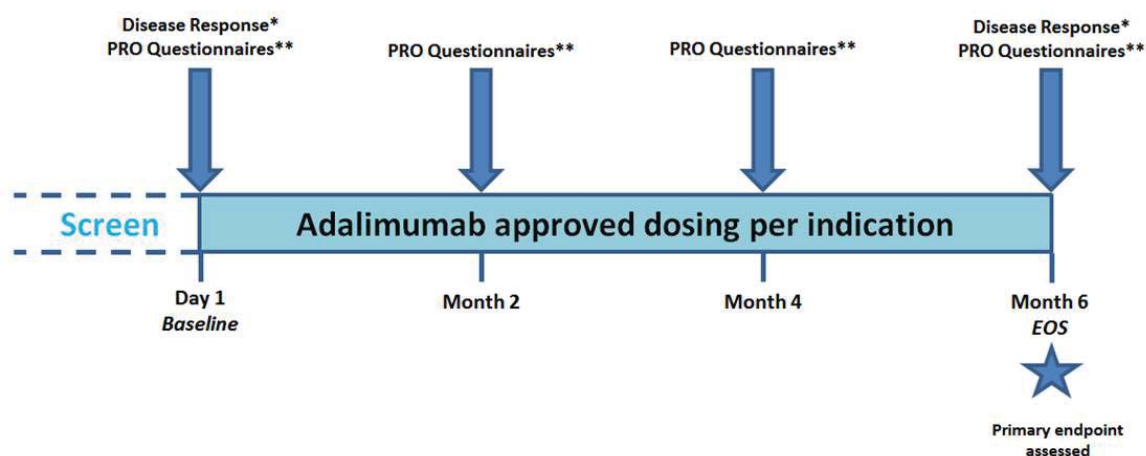 Disease Response*
PRO Questionnaires**
PRO Questionnaires**
PRO Questionnaires**
Disease Response*
PRO Questionnaires**
Screen
Adalimumab approved dosing per indication
Day 1
Baseline
Month 2
Month 4
Month 6
EOS
Primary endpoint
assessed